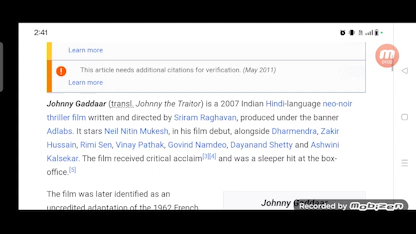 2:41
Learn more
This article needs additional citations for verification. (May 2011)
Learn more
Johnny Gaddaar (transl. Johnny the Traitor) is a 2007 Indian Hindi-language neo-noir
thriller film written and directed by Sriram Raghavan, produced under the banner
Adlabs. It stars Neil Nitin Mukesh, in his film debut, alongside Dharmendra, Zakir
Hussain, Rimi Sen, Vinay Pathak, Govind Namdeo, Dayanand Shetty and Ashwini
Kalsekar. The film received critical acclaim[3][4] and was a sleeper hit at the box-
office.[5]
The film was later identified as an
uncredited adaptation of the 1962 French
Johnny
Recorded by mobizen